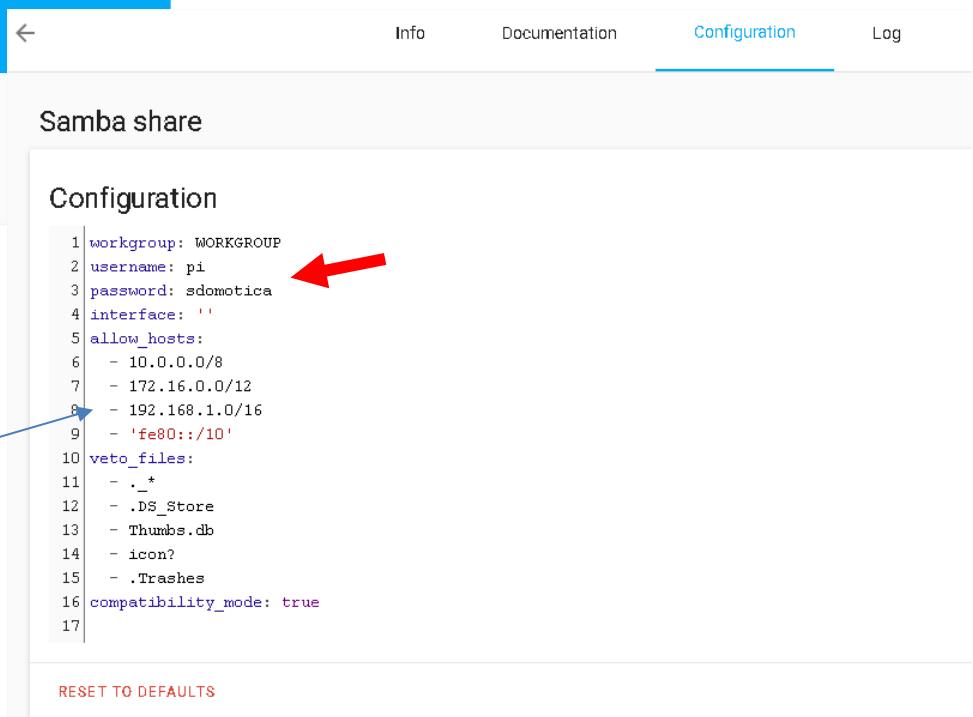 Info Documentation Configuration Log
Samba share
Configuration
1 workgroup: WORKGROUP
2 username: pi
3 password: sdomotica
4 interface: ''
5 allow_hosts:
6 - 10.0.0.0/8
7 - 172.16.0.0/12
8 - 192.168.1.0/16
9 - 'fe80::/10'
10 veto_files:
11 - ._*
12 - .DS_Store
13 - Thumbs.db
14 - icon?
15 - .Trashes
16 compatibility_mode: true
17
RESET TO DEFAULTS